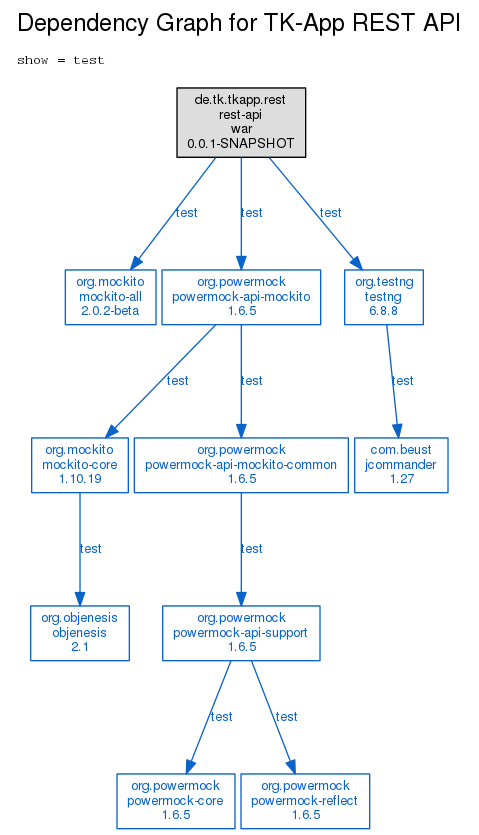 Dependency Graph for TK-App REST API
show = test
de.tk.tkapp.rest
rest-api
war
0.0.1-SNAPSHOT
test
test
test
org.mockito
mockito-all
2.0.2-beta
org.powermock
powermock-api-mockito
1.6.5
org.testng
testng
6.8.8
test
test
test
org.mockito
mockito-core
1.10.19
org.powermock
powermock-api-mockito-common
1.6.5
com.beust
jcommander
1.27
test
test
org.objenesis
objenesis
2.1
org.powermock
powermock-api-support
1.6.5
test
test
org.powermock
powermock-core
1.6.5
org.powermock
powermock-reflect
1.6.5